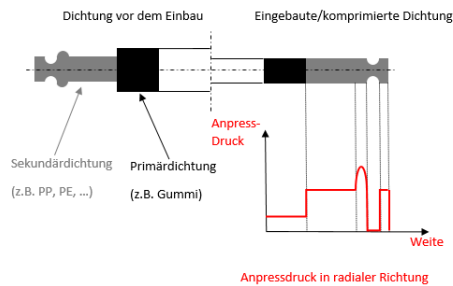 Dichtung vor dem Einbau
Eingebaute/komprimierte Dichtung
Anpress-
Druck
Sekundärdichtung
(z.B. PP, PE, ...)
Primärdichtung
(z.B. Gummi)
Weite
Anpressdruck in radialer Richtung